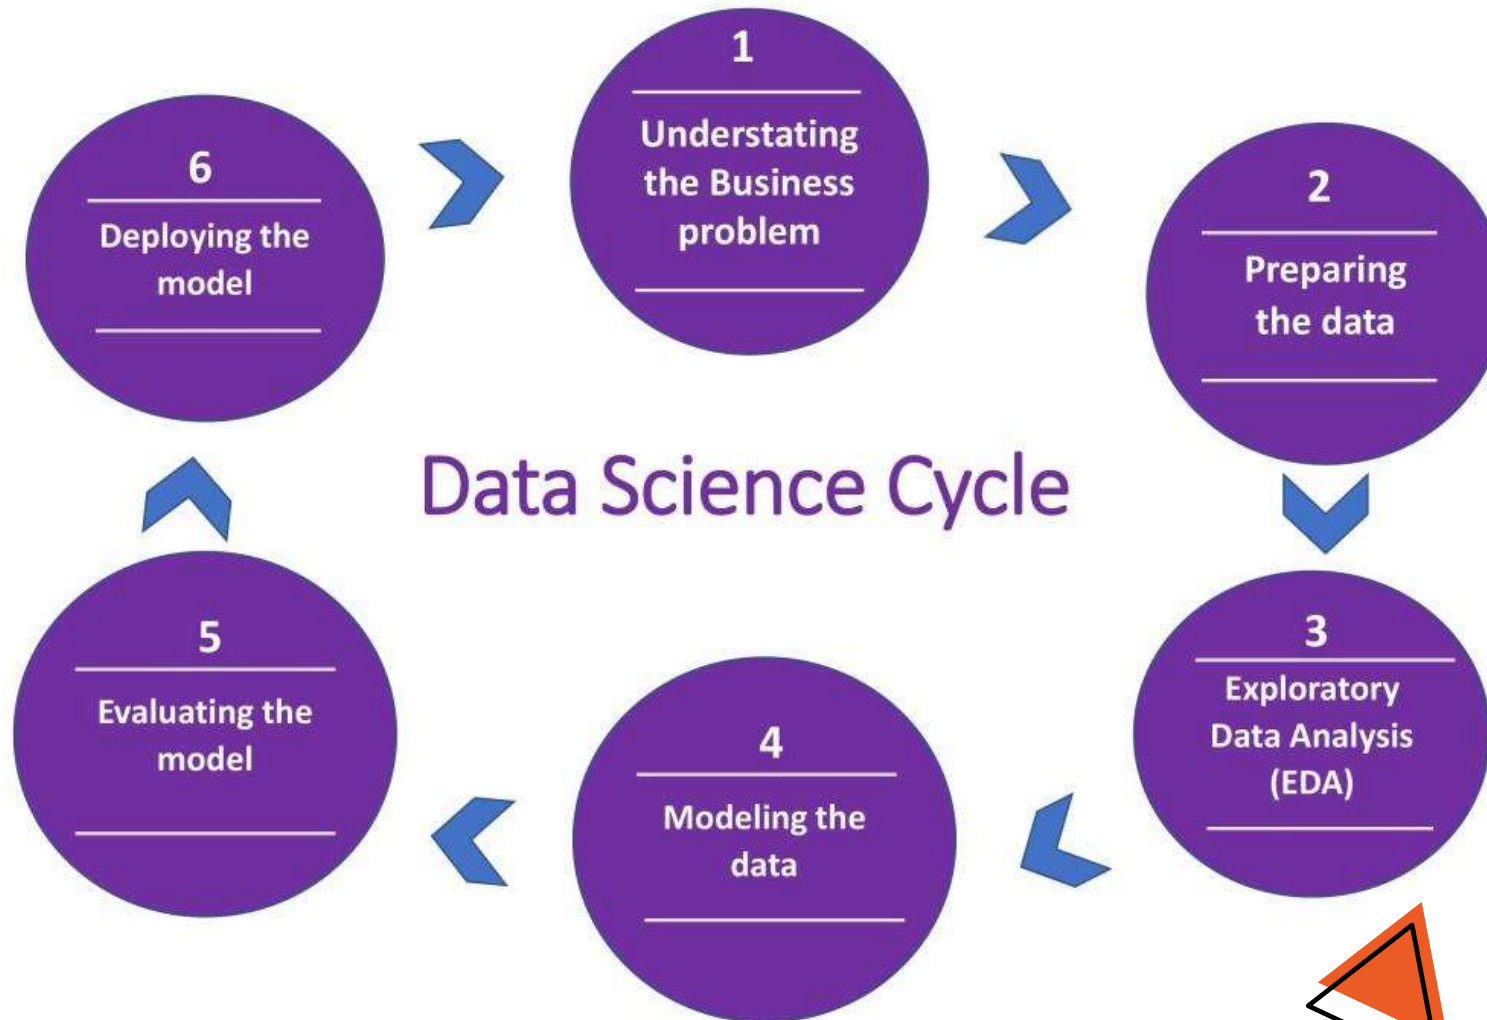 1
Understating
the Business
problem
2
Preparing
the data
3
Exploratory
Data Analysis
(EDA)
4
Modeling the
data
5
Evaluating the
model
6
Deploying the
model
Data Science Cycle